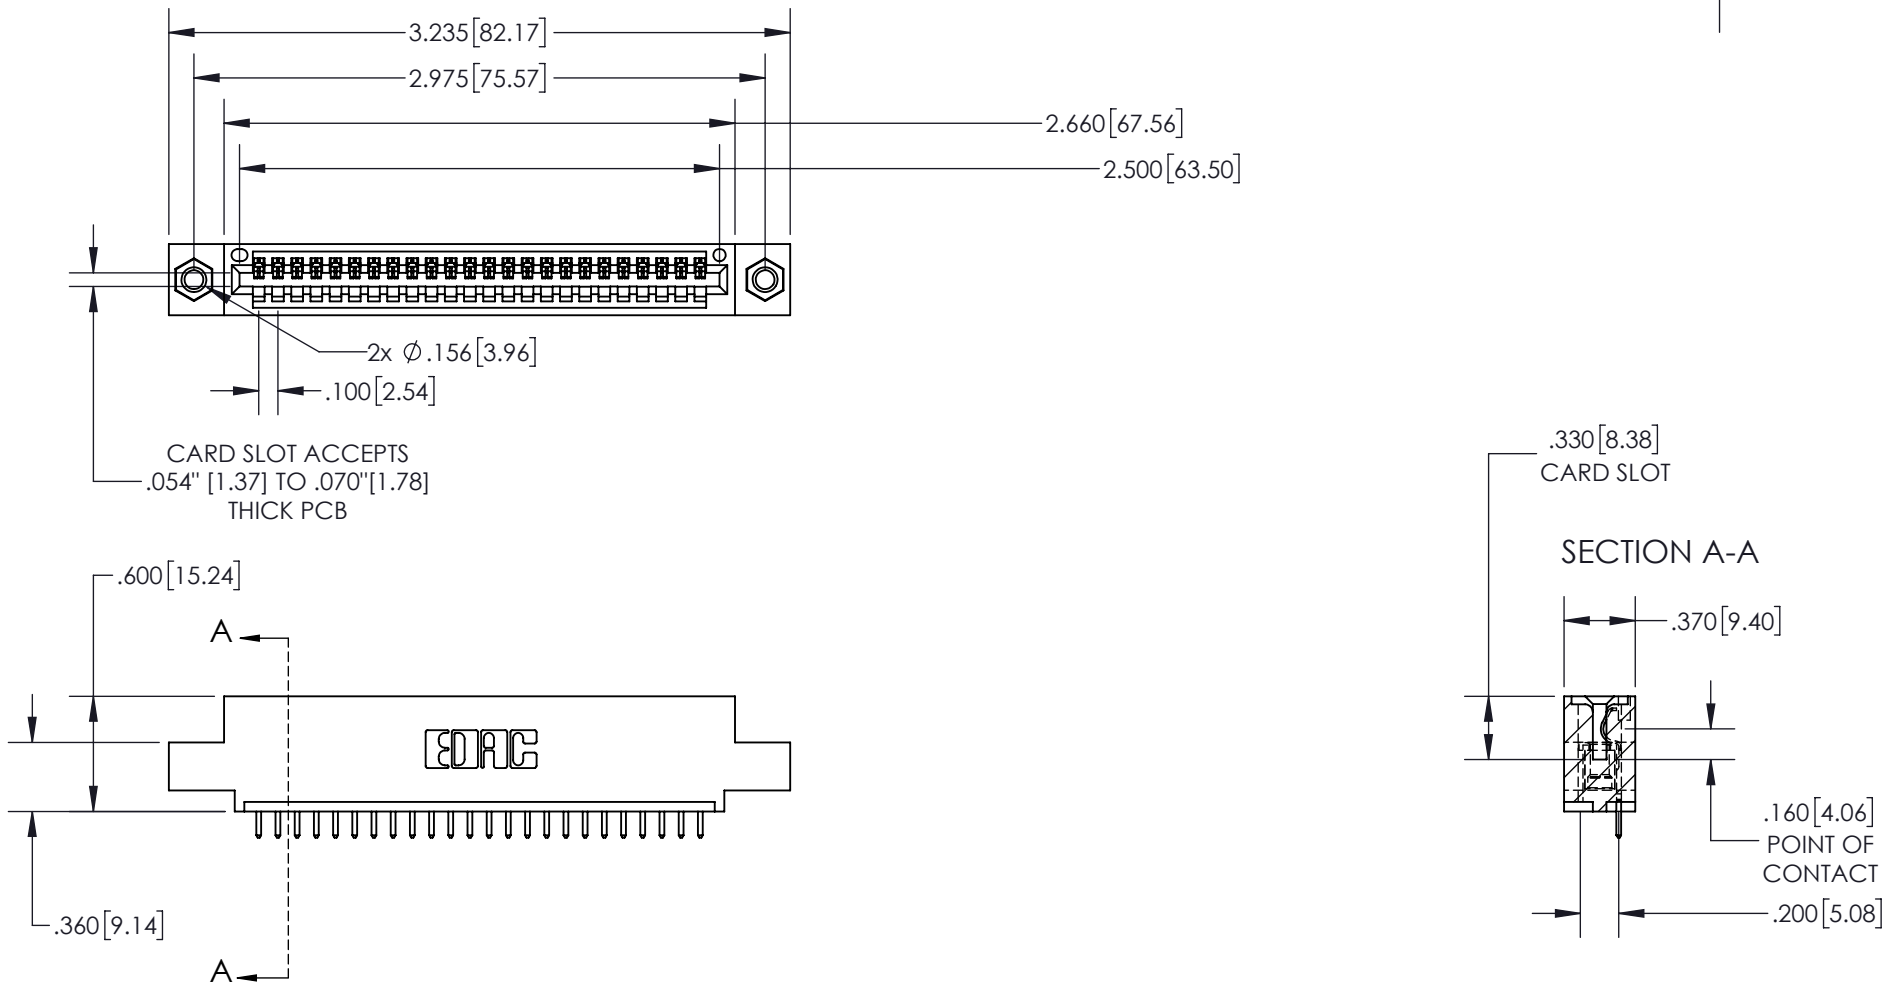 3.235[82.17]
2.975[75.57]
2.660[67.56]
2.500[63.50]
2x Ø.156[3.96]
.100[2.54]
CARD SLOT ACCEPTS
.054" [1.37] TO .070"[1.78]
THICK PCB
.330[8.38]
CARD SLOT
SECTION A-A
.600[15.24]
A
.370[9.40]
EDAC
.160[4.06]
POINT OF
CONTACT
.200[5.08]
.360[9.14]
A